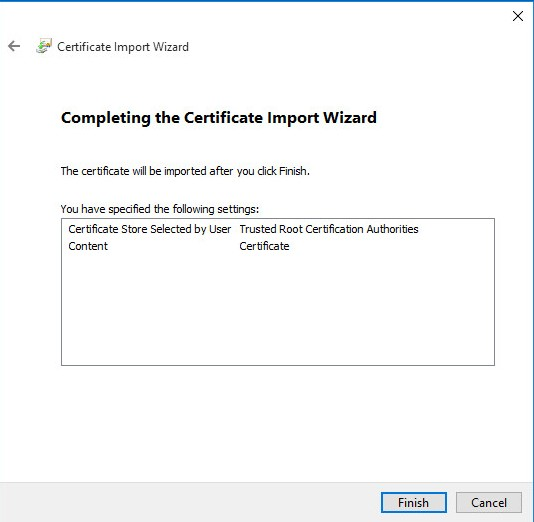 Certificate Import Wizard
Completing the Certificate Import Wizard
The certificate will be imported after you click Finish.
You have specified the following settings:
Certificate Store Selected by User Trusted Root Certification Authorities
Content Certificate
Finish Cancel